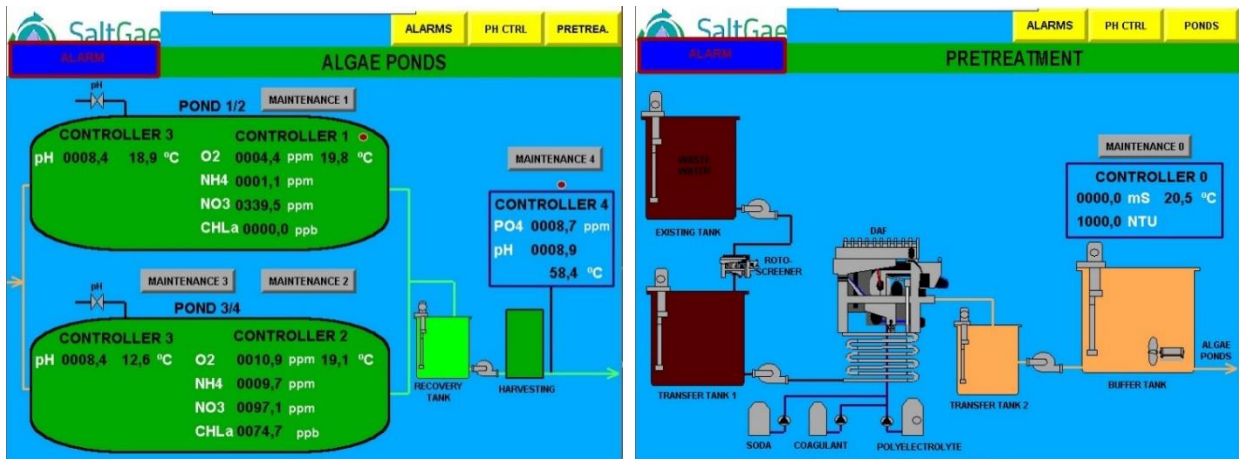 SaltGae
ALARMS
PH CTRL
PRETREA.
ALARM
ALGAE PONDS
pH
POND 1/2
MAINTENANCE 1
CONTROLLER 3
CONTROLLER 1
pH 0008,4 18,9 ºC
O2 0004,4 ppm 19,8 ºC
NH4 0001,1 ppm
NO3 0339,5 ppm
CHLa 0000,0 ppb
MAINTENANCE 4
CONTROLLER 4
PO4 0008,7 ppm
pH 0008,9
58,4 ºC
MAINTENANCE 3
MAINTENANCE 2
pH
POND 3/4
CONTROLLER 3
CONTROLLER 2
pH 0008,4 12,6 ºC
O2 0010,9 ppm 19,1 ºC
NH4 0009,7 ppm
NO3 0097,1 ppm
CHLa 0074,7 ppb
RECOVERY
TANK
HARVESTING
SaltGae
ALARMS
PH CTRL
PONDS
ALARM
PRETREATMENT
WASTE
WATER
EXISTING TANK
ROTO-
SCREENER
DAF
MAINTENANCE 0
CONTROLLER 0
0000,0 mS 20,5 ºC
1000,0 NTU
TRANSFER TANK 1
TRANSFER TANK 2
BUFFER TANK
ALGAE
PONDS
SODA
COAGULANT
POLYELECTROLYTE